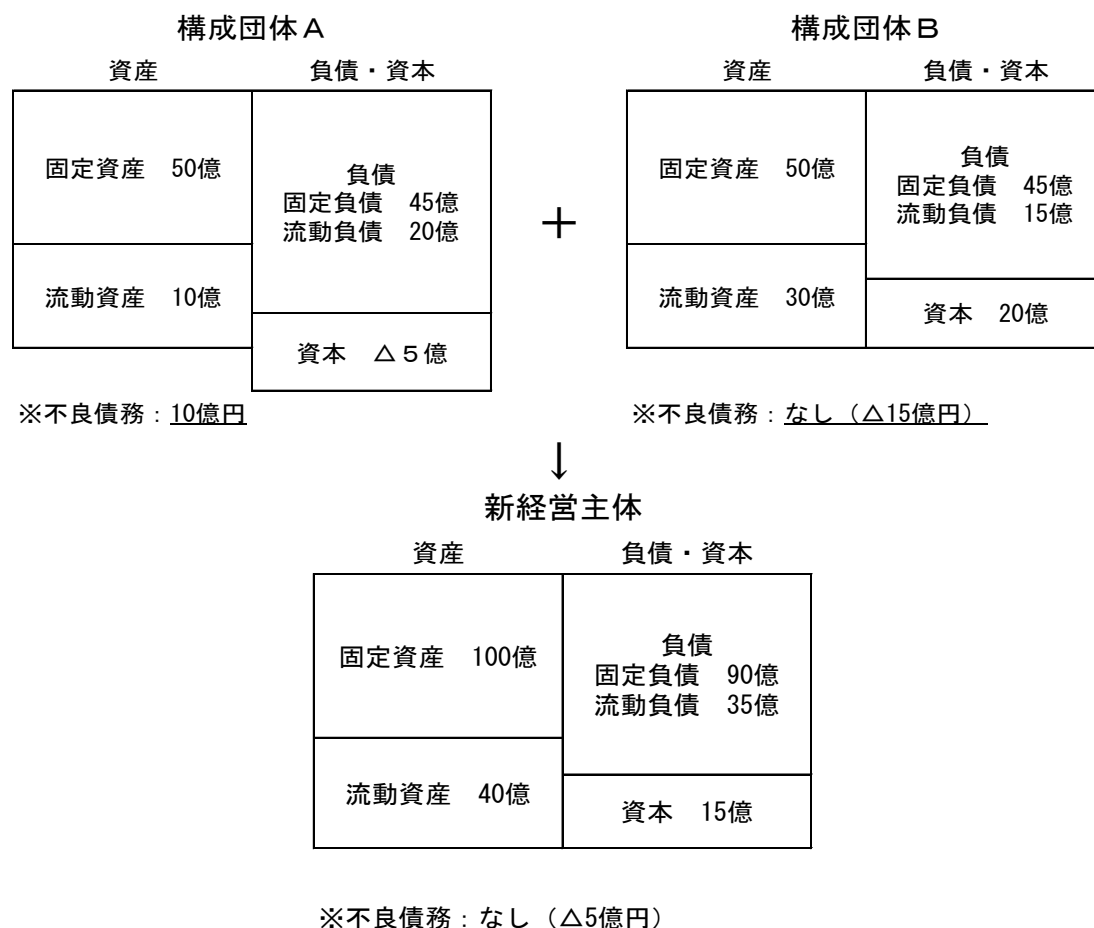 構成団体A
資産 負債・資本
固定資産 50億
負債
固定負債 45億
流動負債 20億
流動資産 10億
資本 △5億
※不良債務：10億円
＋
構成団体B
資産 負債・資本
固定資産 50億
負債
固定負債 45億
流動負債 15億
流動資産 30億
資本 20億
※不良債務：なし（△15億円）
↓
新経営主体
資産 負債・資本
固定資産 100億
負債
固定負債 90億
流動負債 35億
流動資産 40億
資本 15億
※不良債務：なし（△5億円）